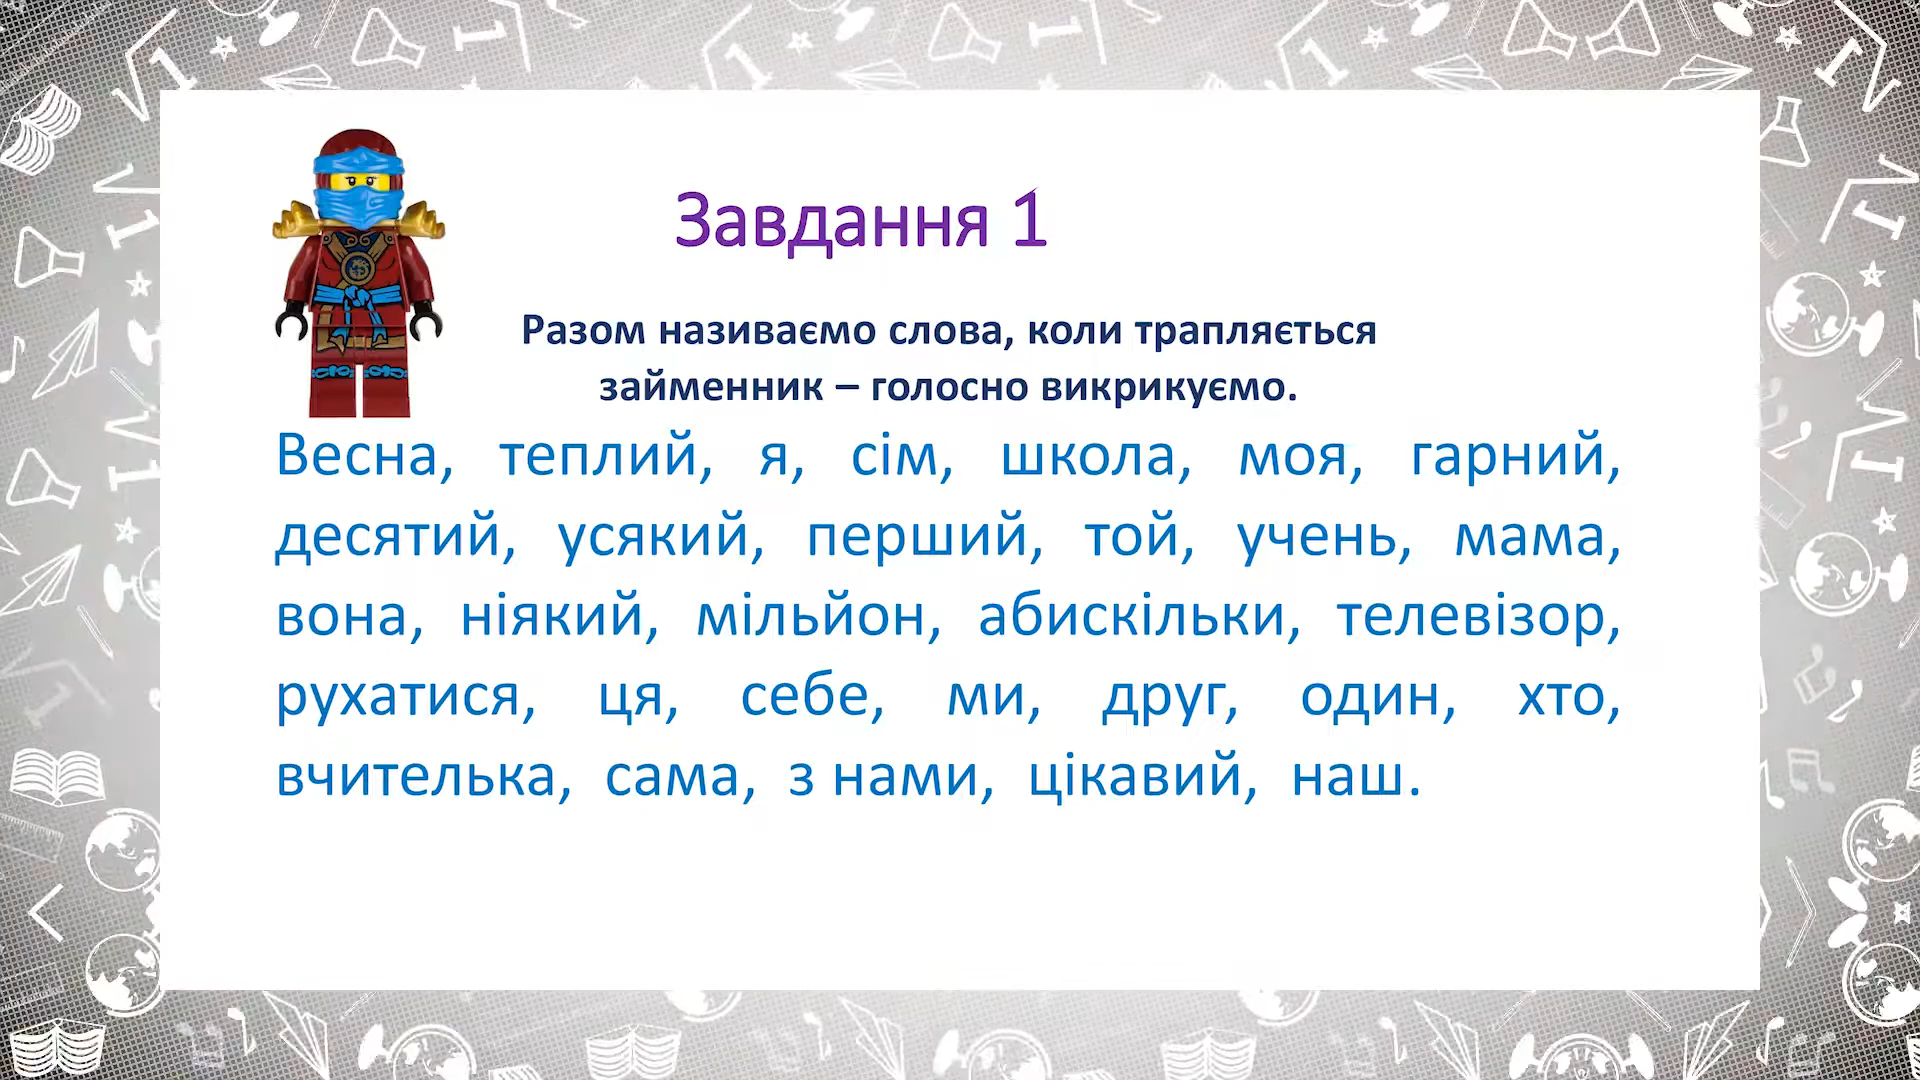 Завдання 1
Разом називаємо слова, коли трапляється
займенник – голосно викрикуємо.
Весна, теплий, я, сім, школа, моя, гарний,
десятий, усякий, перший, той, учень, мама,
вона, ніякий, мільйон, абискільки, телевізор,
рухатися, ця, себе, ми, друг, один, хто,
вчителька, сама, з нами, цікавий, наш.